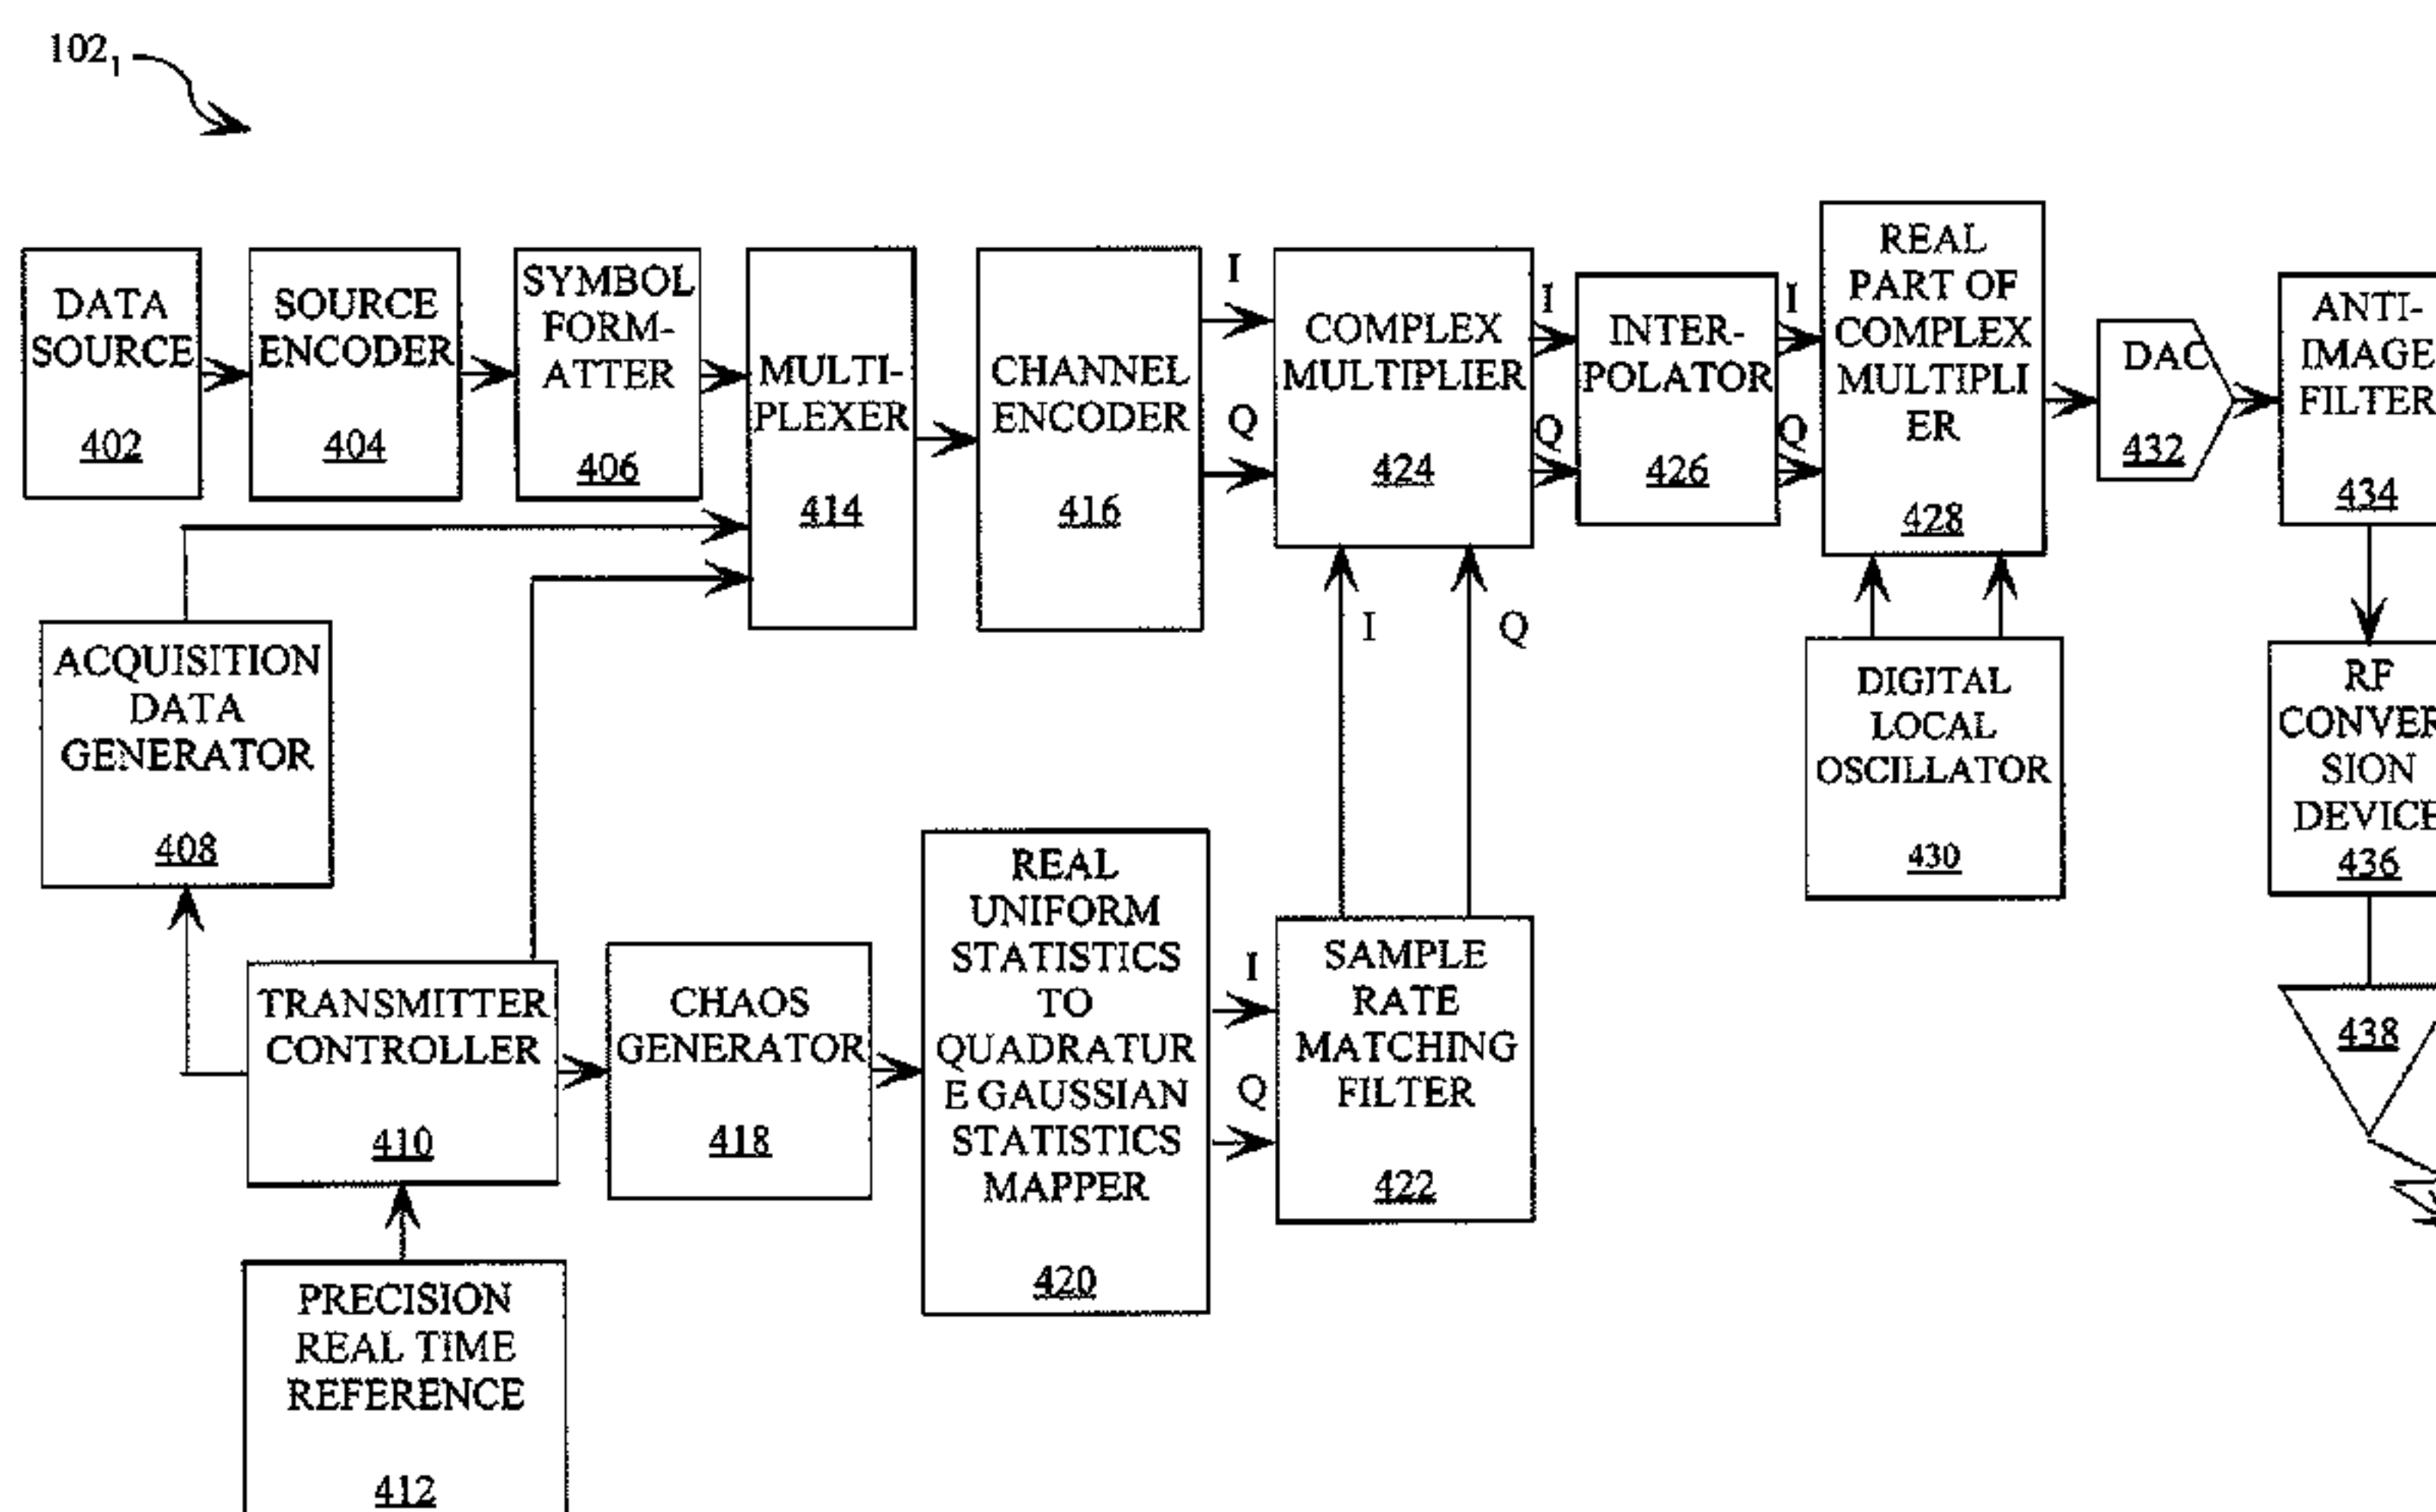 102₁
DATA
SOURCE
402
SOURCE
ENCODER
404
SYMBOL
FORM-
ATTER
406
MULTI-
PLEXER
414
CHANNEL
ENCODER
416
I
Q
COMPLEX
MULTIPLIER
424
I
Q
INTER-
POLATOR
426
I
Q
REAL
PART OF
COMPLEX
MULTIPLI
ER
428
DAC
432
ANTI-
IMAGE
FILTER
434
ACQUISITION
DATA
GENERATOR
408
I
Q
DIGITAL
LOCAL
OSCILLATOR
430
RF
CONVER
SION
DEVICE
436
TRANSMITTER
CONTROLLER
410
CHAOS
GENERATOR
418
REAL
UNIFORM
STATISTICS
TO
QUADRATUR
E GAUSSIAN
STATISTICS
MAPPER
420
I
Q
SAMPLE
RATE
MATCHING
FILTER
422
438
PRECISION
REAL TIME
REFERENCE
412